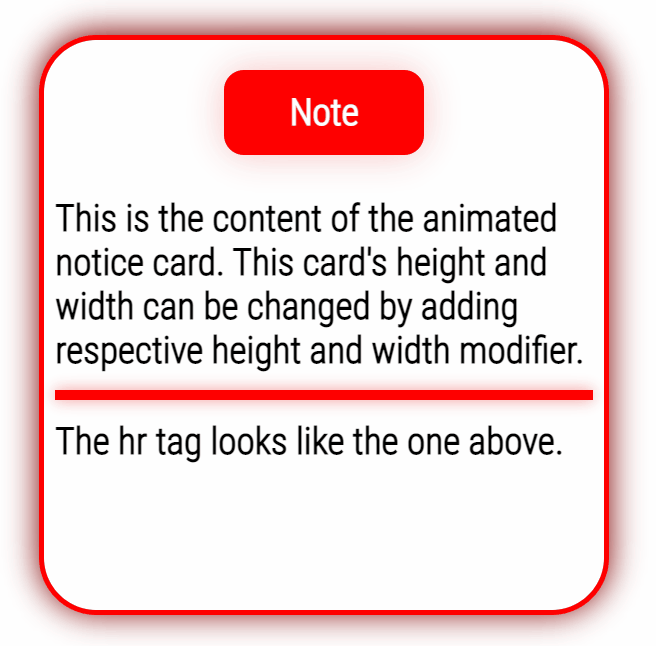 Note
This is the content of the animated
notice card. This card's height and
width can be changed by adding
respective height and width modifier.
The hr tag looks like the one above.